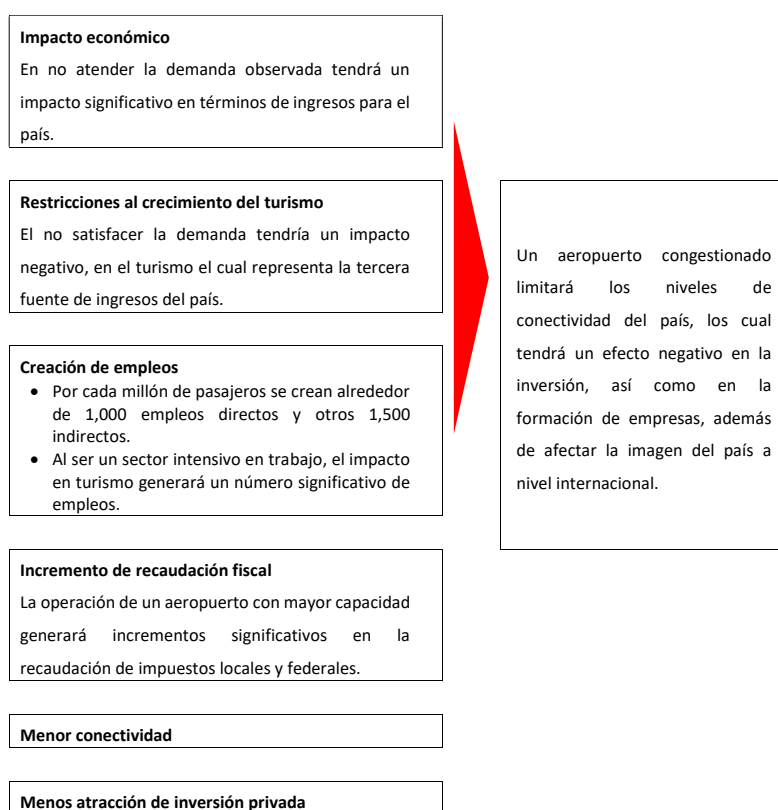 Impacto económico
En no atender la demanda observada tendrá un
impacto significativo en términos de ingresos para el
país.
Restricciones al crecimiento del turismo
El no satisfacer la demanda tendría un impacto
negativo, en el turismo el cual representa la tercera
fuente de ingresos del país.
Creación de empleos
• Por cada millón de pasajeros se crean alrededor
de 1,000 empleos directos y otros 1,500
indirectos.
• Al ser un sector intensivo en trabajo, el impacto
en turismo generará un número significativo de
empleos.
Incremento de recaudación fiscal
La operación de un aeropuerto con mayor capacidad
generará incrementos significativos en la
recaudación de impuestos locales y federales.
Menor conectividad
Menos atracción de inversión privada
Un aeropuerto congestionado
limitará los niveles de
conectividad del país, los cual
tendrá un efecto negativo en la
inversión, así como en la
formación de empresas, además
de afectar la imagen del país a
nivel internacional.